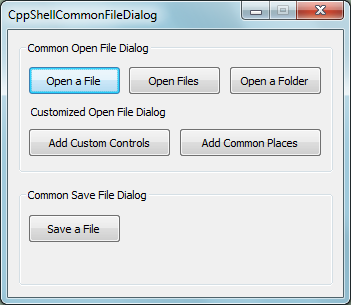 CppShellCommonFileDialog
Common Open File Dialog
Open a File Open Files Open a Folder
Customized Open File Dialog
Add Custom Controls Add Common Places
Common Save File Dialog
Save a File